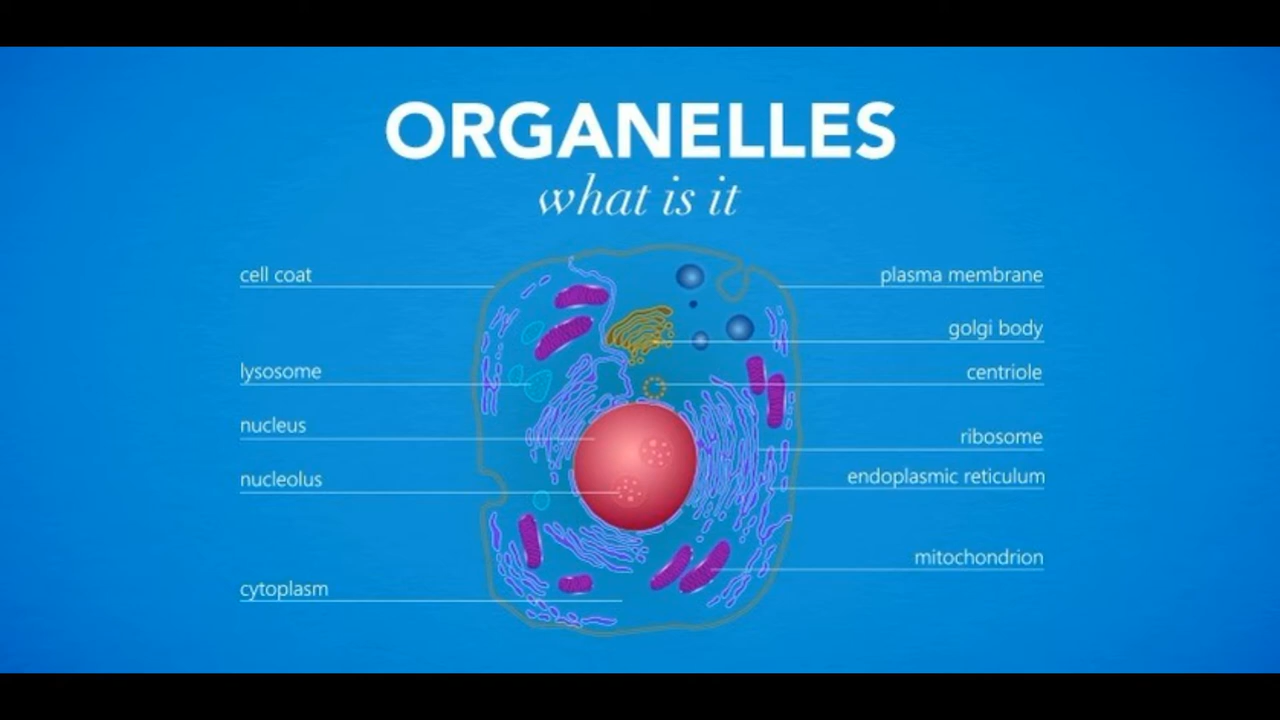 ORGANELLES
what is it
cell coat
lysosome
nucleus
nucleolus
cytoplasm
plasma membrane
golgi body
centriole
ribosome
endoplasmic reticulum
mitochondrion